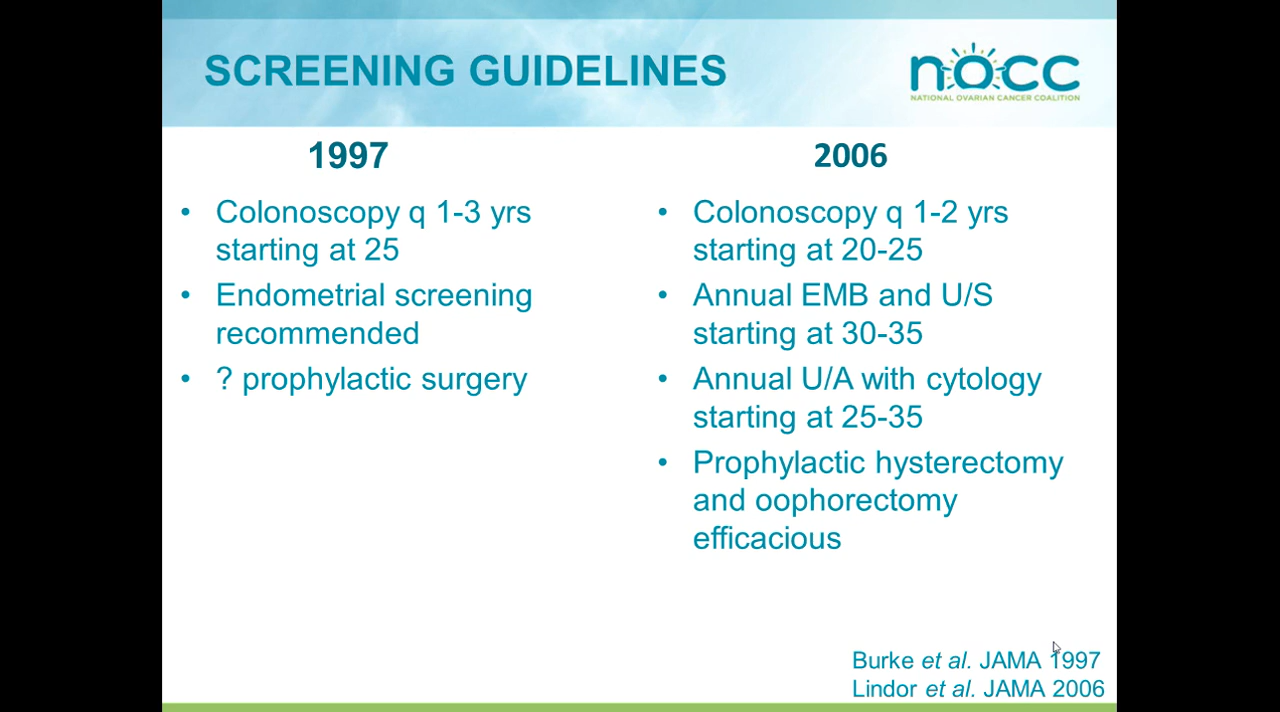 SCREENING GUIDELINES
nocc
NATIONAL OVARIAN CANCER COALITION
1997
• Colonoscopy q 1-3 yrs
starting at 25
• Endometrial screening
recommended
• ? prophylactic surgery
2006
• Colonoscopy q 1-2 yrs
starting at 20-25
• Annual EMB and U/S
starting at 30-35
• Annual U/A with cytology
starting at 25-35
• Prophylactic hysterectomy
and oophorectomy
efficacious
Burke et al. JAMA 1997
Lindor et al. JAMA 2006